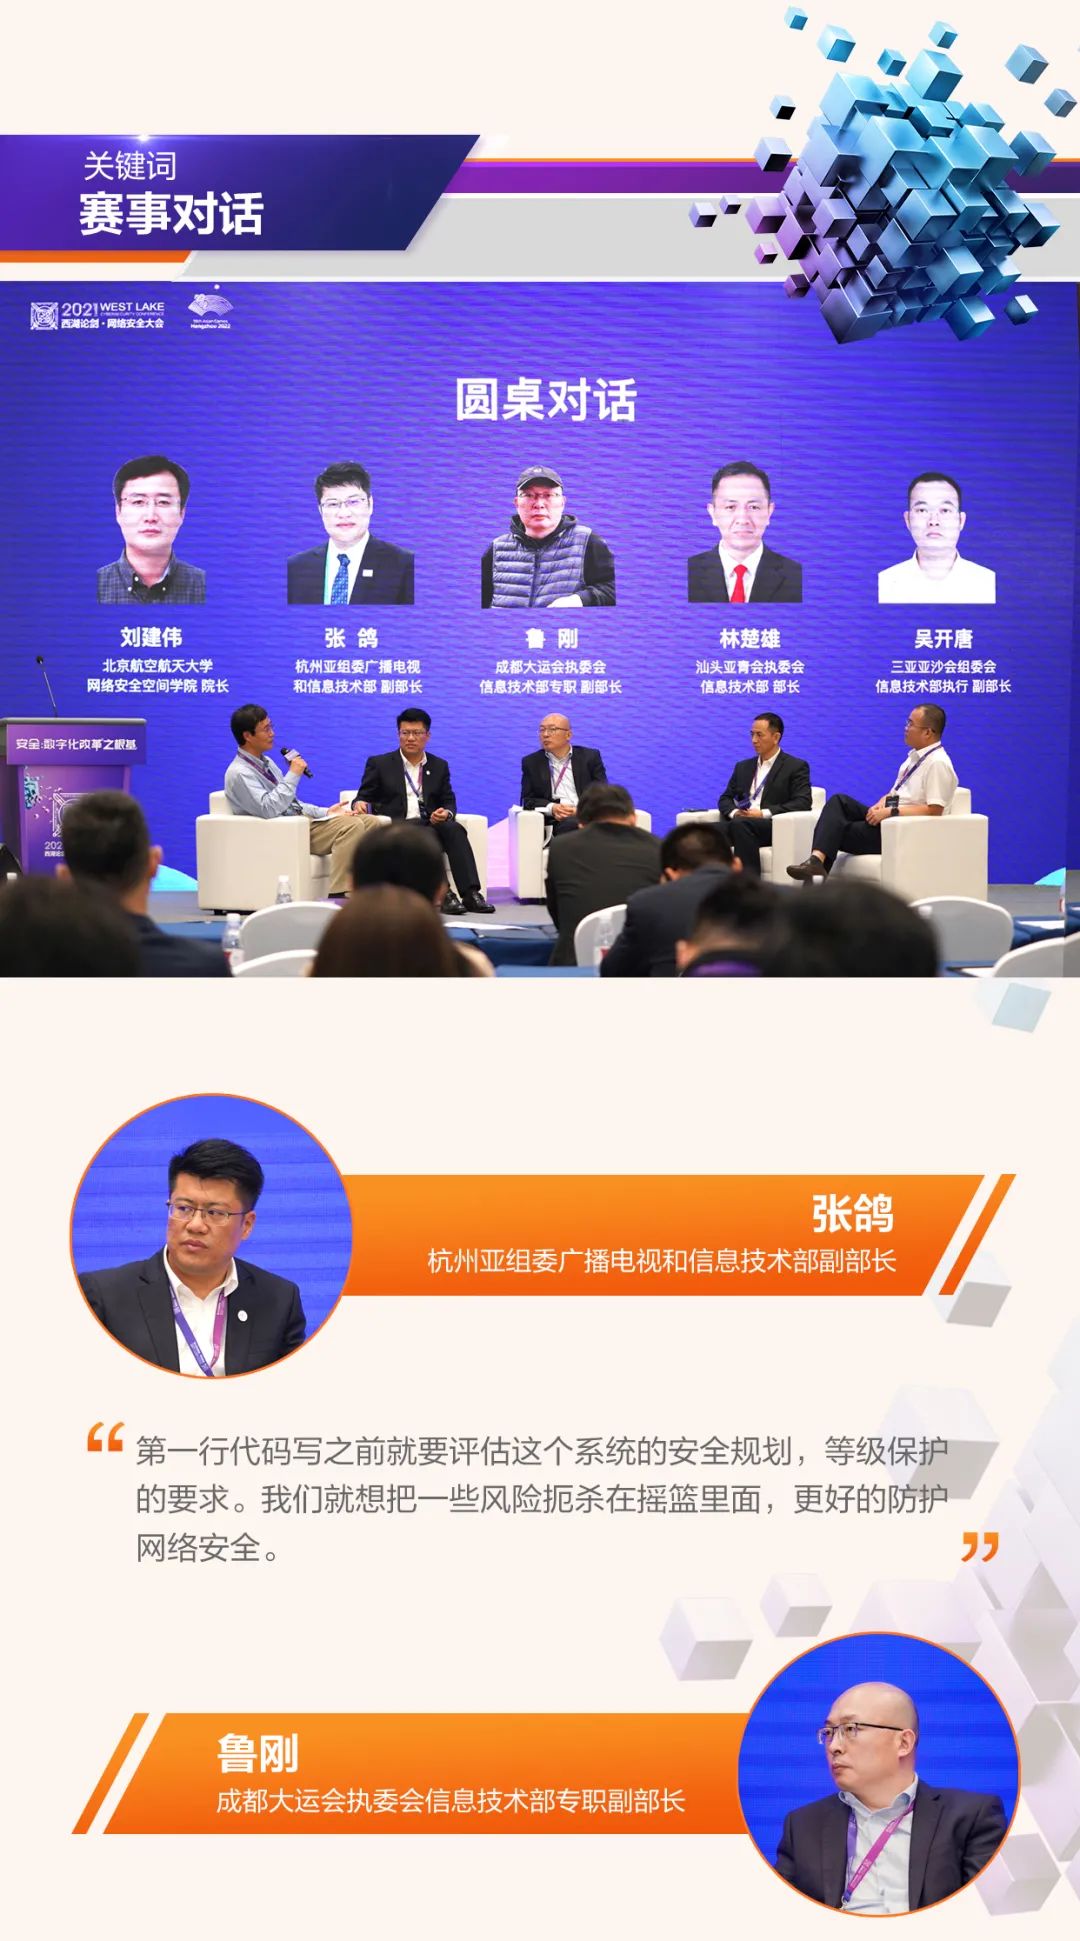 关键词
赛事对话
2021 WEST LAKE
CYBERSECURITY CONFERENCE
西湖论剑·网络安全大会
19th Asian Games
Hangzhou 2022
圆桌对话
刘建伟
北京航空航天大学
网络安全空间学院 院长
张 鸽
杭州亚组委广播电视
和信息技术部 副部长
鲁 刚
成都大运会执委会
信息技术部专职 副部长
林楚雄
汕头亚青会执委会
信息技术部 部长
吴开唐
三亚亚沙会组委会
信息技术部执行 副部长
安全:数字化改革之根基
202
西湖论
张鸽
杭州亚组委广播电视和信息技术部副部长
“ 第一行代码写之前就要评估这个系统的安全规划，等级保护
的要求。我们就想把一些风险扼杀在摇篮里面，更好的防护
网络安全。”
鲁刚
成都大运会执委会信息技术部专职副部长